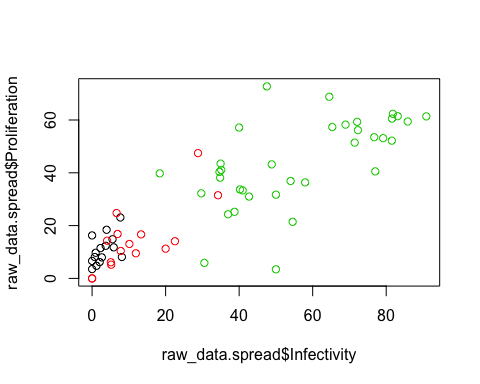 raw_data.spread$Proliferation
60
40
20
0
0 20 40 60 80
raw_data.spread$Infectivity